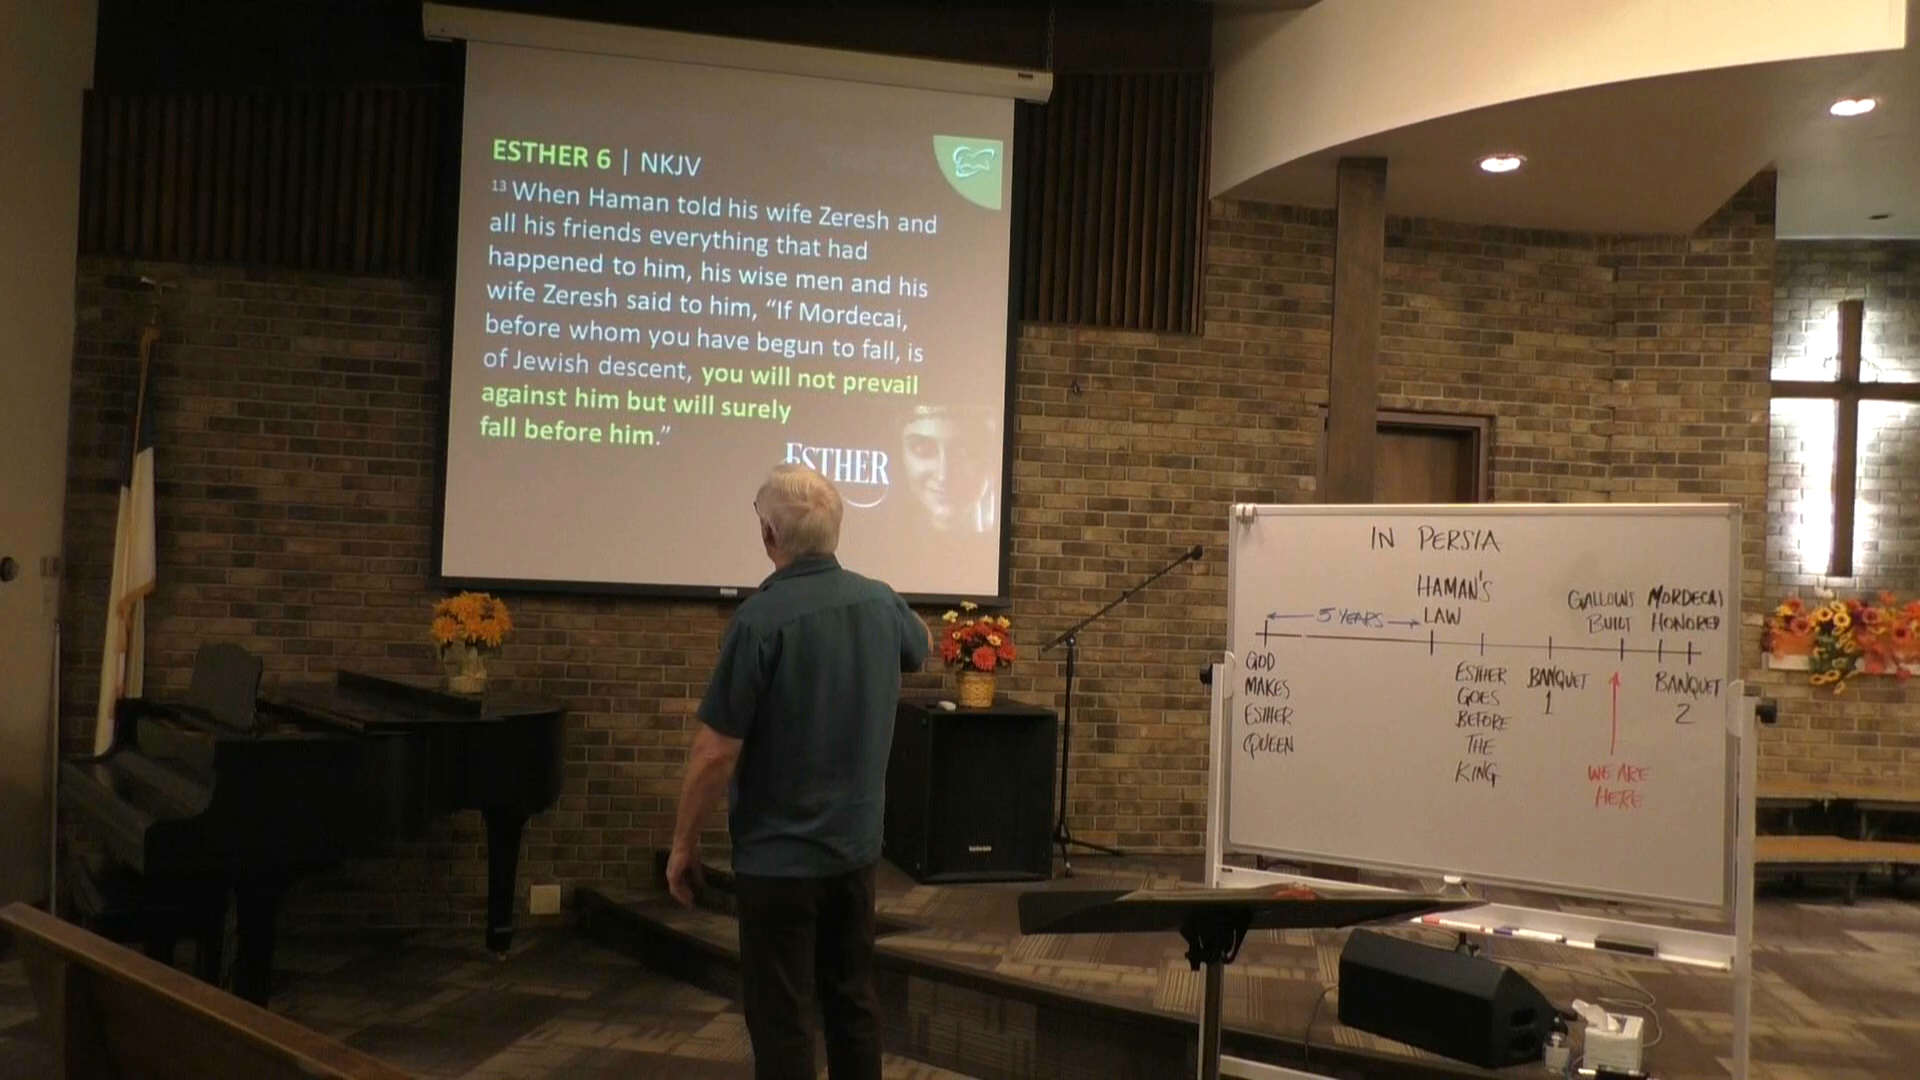 ESTHER 6 | NKJV
13 When Haman told his wife Zeresh and
all his friends everything that had
happened to him, his wise men and his
wife Zeresh said to him, “If Mordecai,
before whom you have begun to fall, is
of Jewish descent, you will not prevail
against him but will surely
fall before him.”
ESTHER
IN PERSIA
5 YEARS
HAMAN'S
LAW
GALLOWS
BUILT
MORDECAI
HONORED
GOD
MAKES
ESTHER
QUEEN
ESTHER
GOES
BEFORE
THE
KING
BANQUET
1
BANQUET
2
WE ARE
HERE